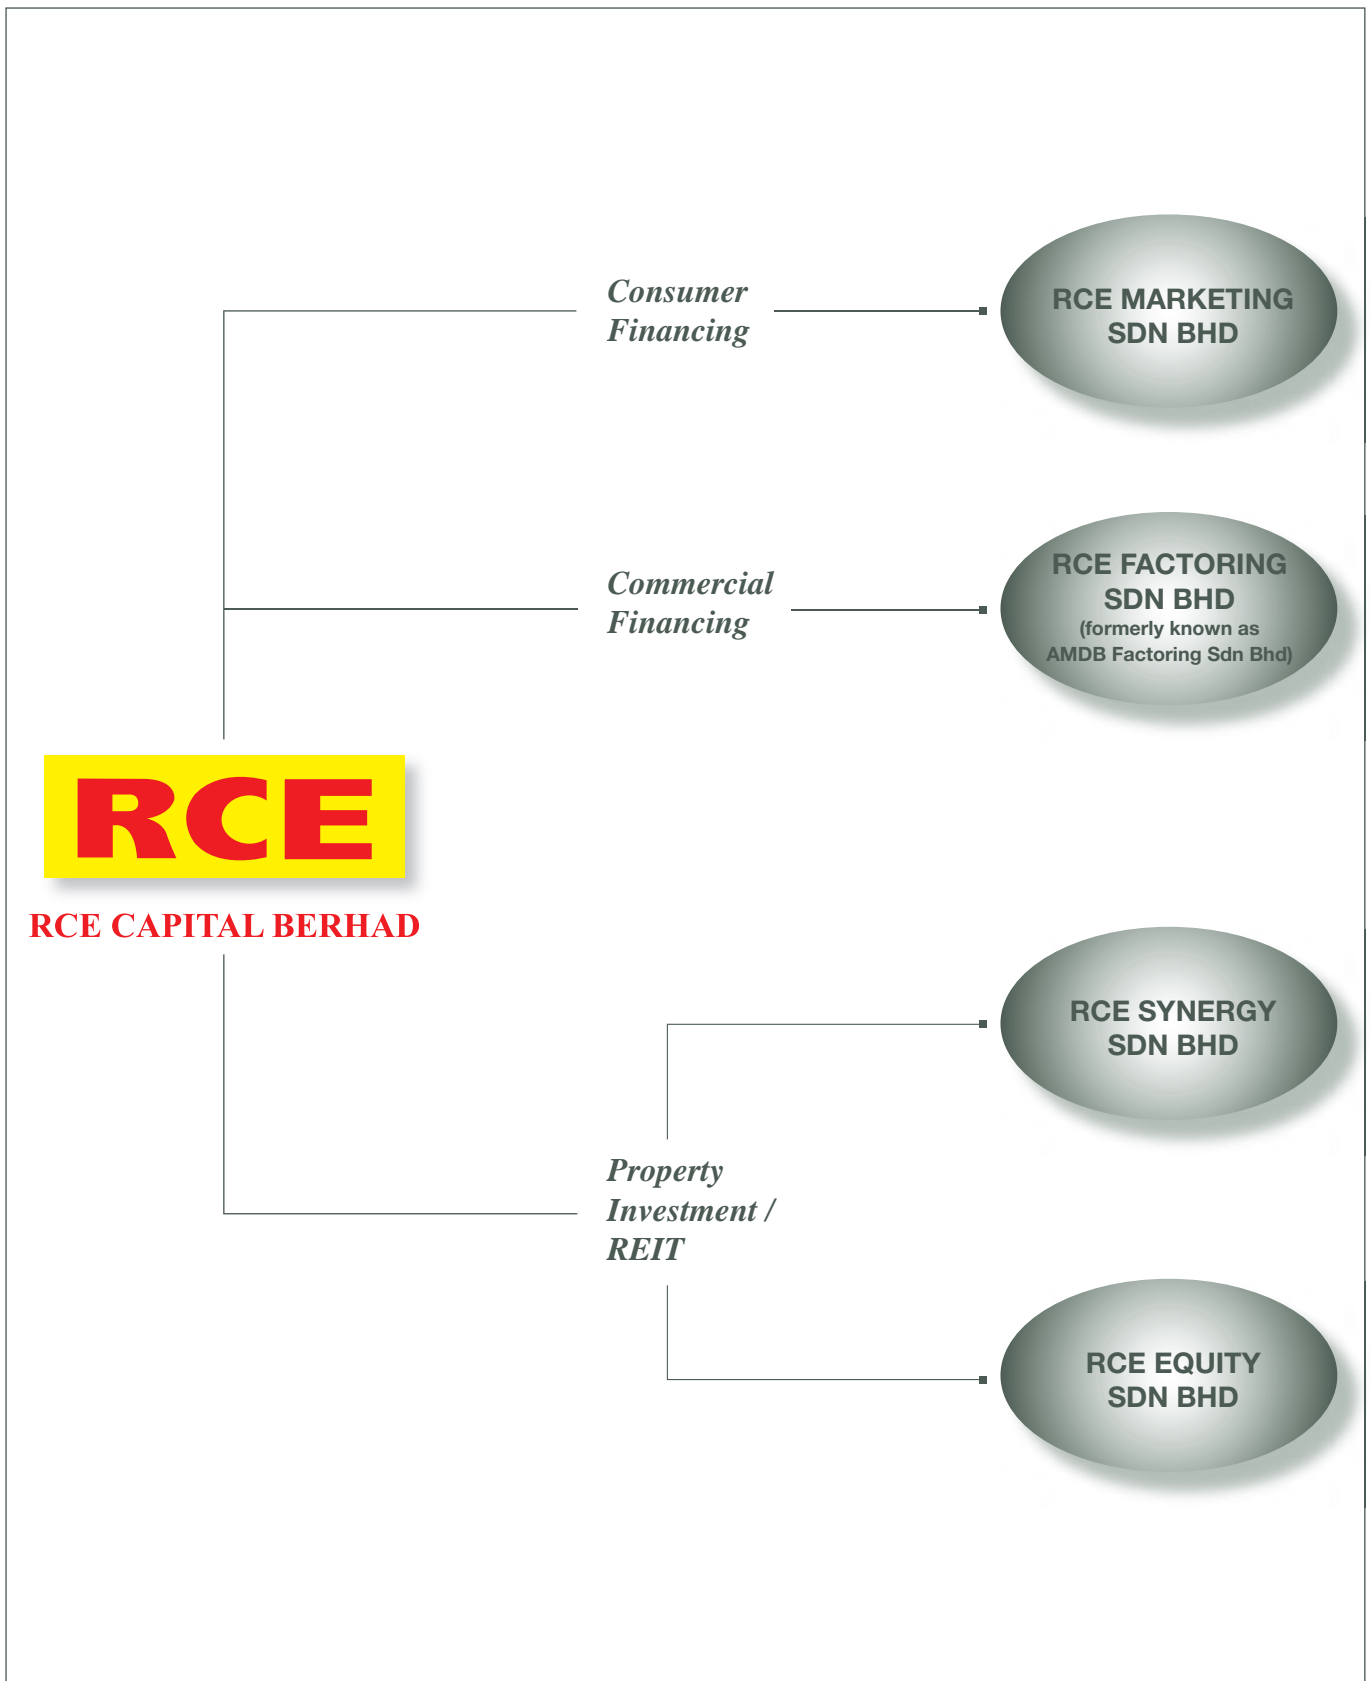 Consumer
Financing
RCE MARKETING
SDN BHD
Commercial
Financing
RCE FACTORING
SDN BHD
(formerly known as
AMDB Factoring Sdn Bhd)
RCE
RCE CAPITAL BERHAD
RCE SYNERGY
SDN BHD
Property
Investment /
REIT
RCE EQUITY
SDN BHD